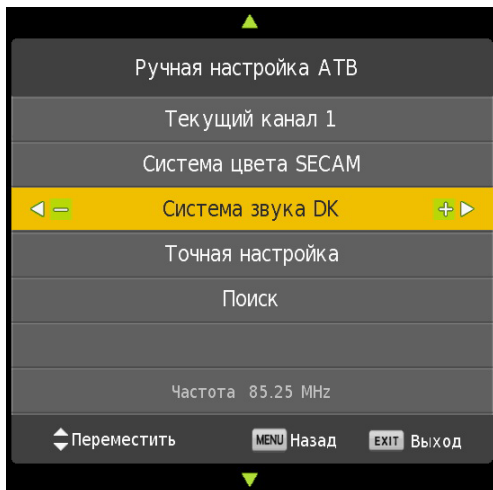 Ручная настройка АТВ
Текущий канал 1
Система цвета SECAM
Система звука DK
Точная настройка
Поиск
Частота 85.25 MHz
Переместить MENU Назад EXIT Выход